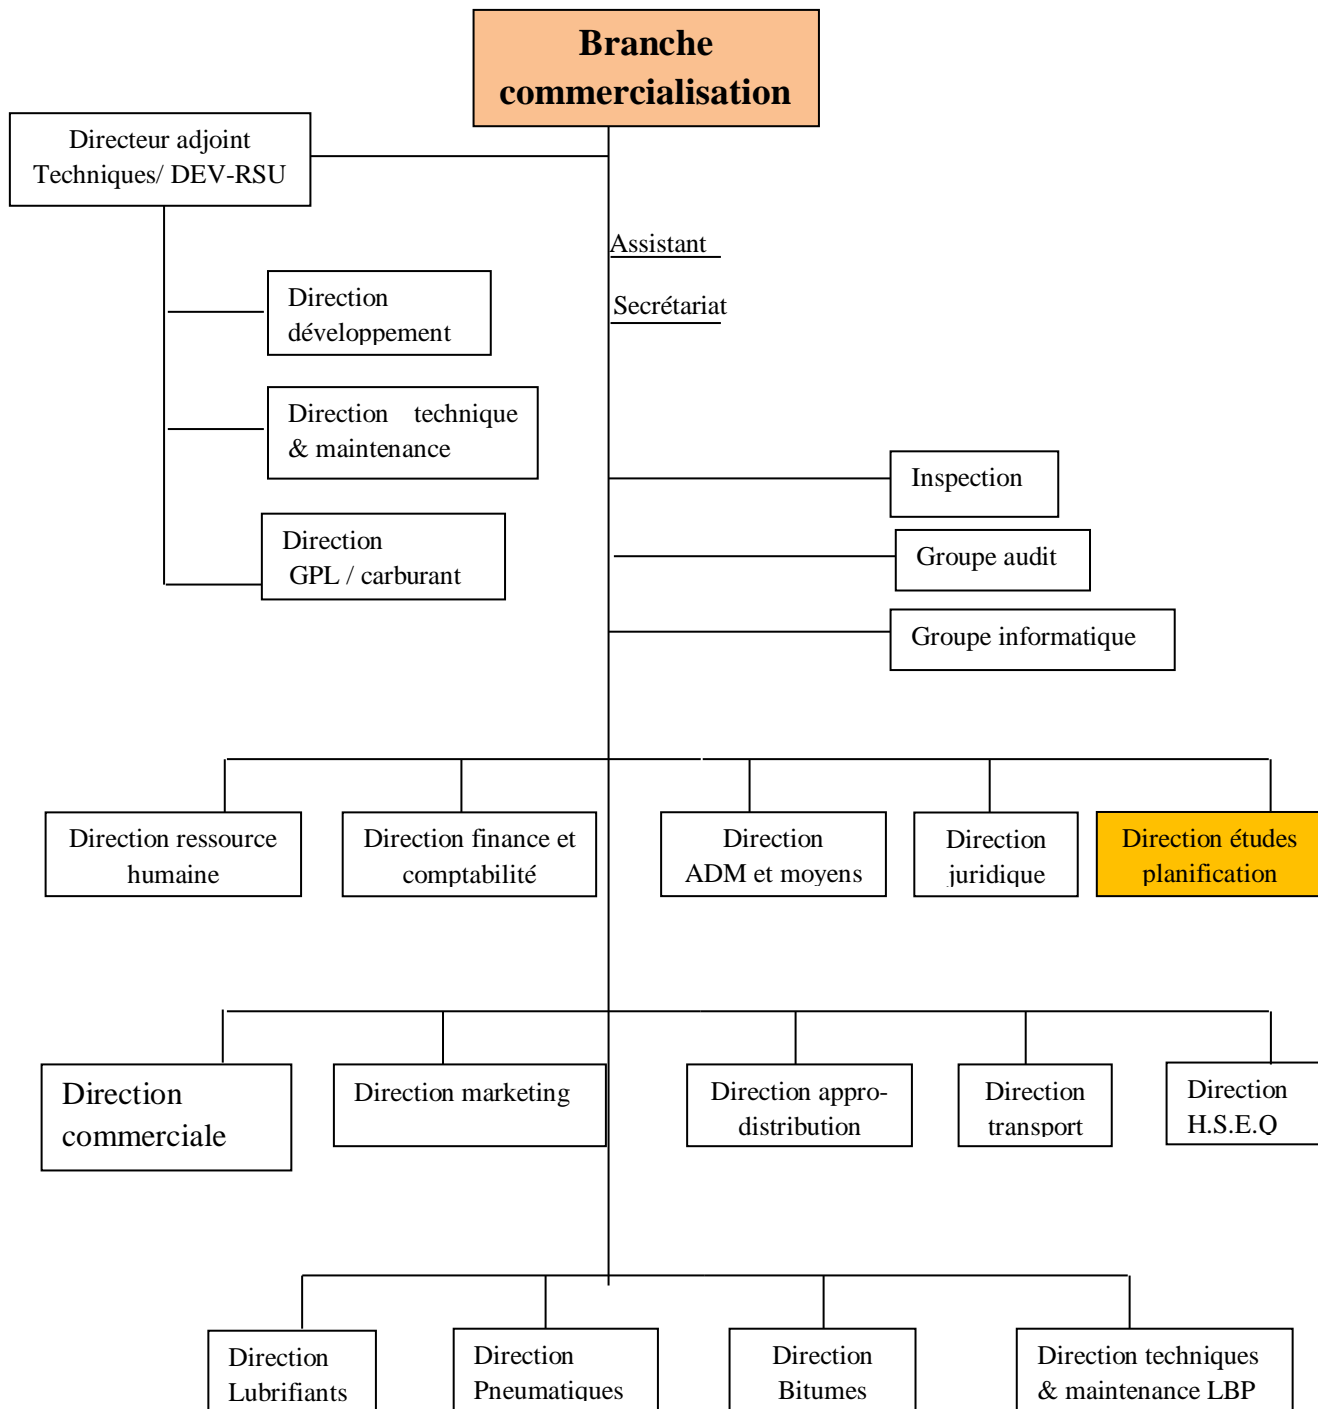 Branche
commercialisation
Directeur adjoint
Techniques/ DEV-RSU
Assistant
Secrétariat
Direction
développement
Direction technique
& maintenance
Direction
GPL / carburant
Inspection
Groupe audit
Groupe informatique
Direction ressource
humaine
Direction finance et
comptabilité
Direction
ADM et moyens
Direction
juridique
Direction études
planification
Direction
commerciale
Direction marketing
Direction appro-
distribution
Direction
transport
Direction
H.S.E.Q
Direction
Lubrifiants
Direction
Pneumatiques
Direction
Bitumes
Direction techniques
& maintenance LBP